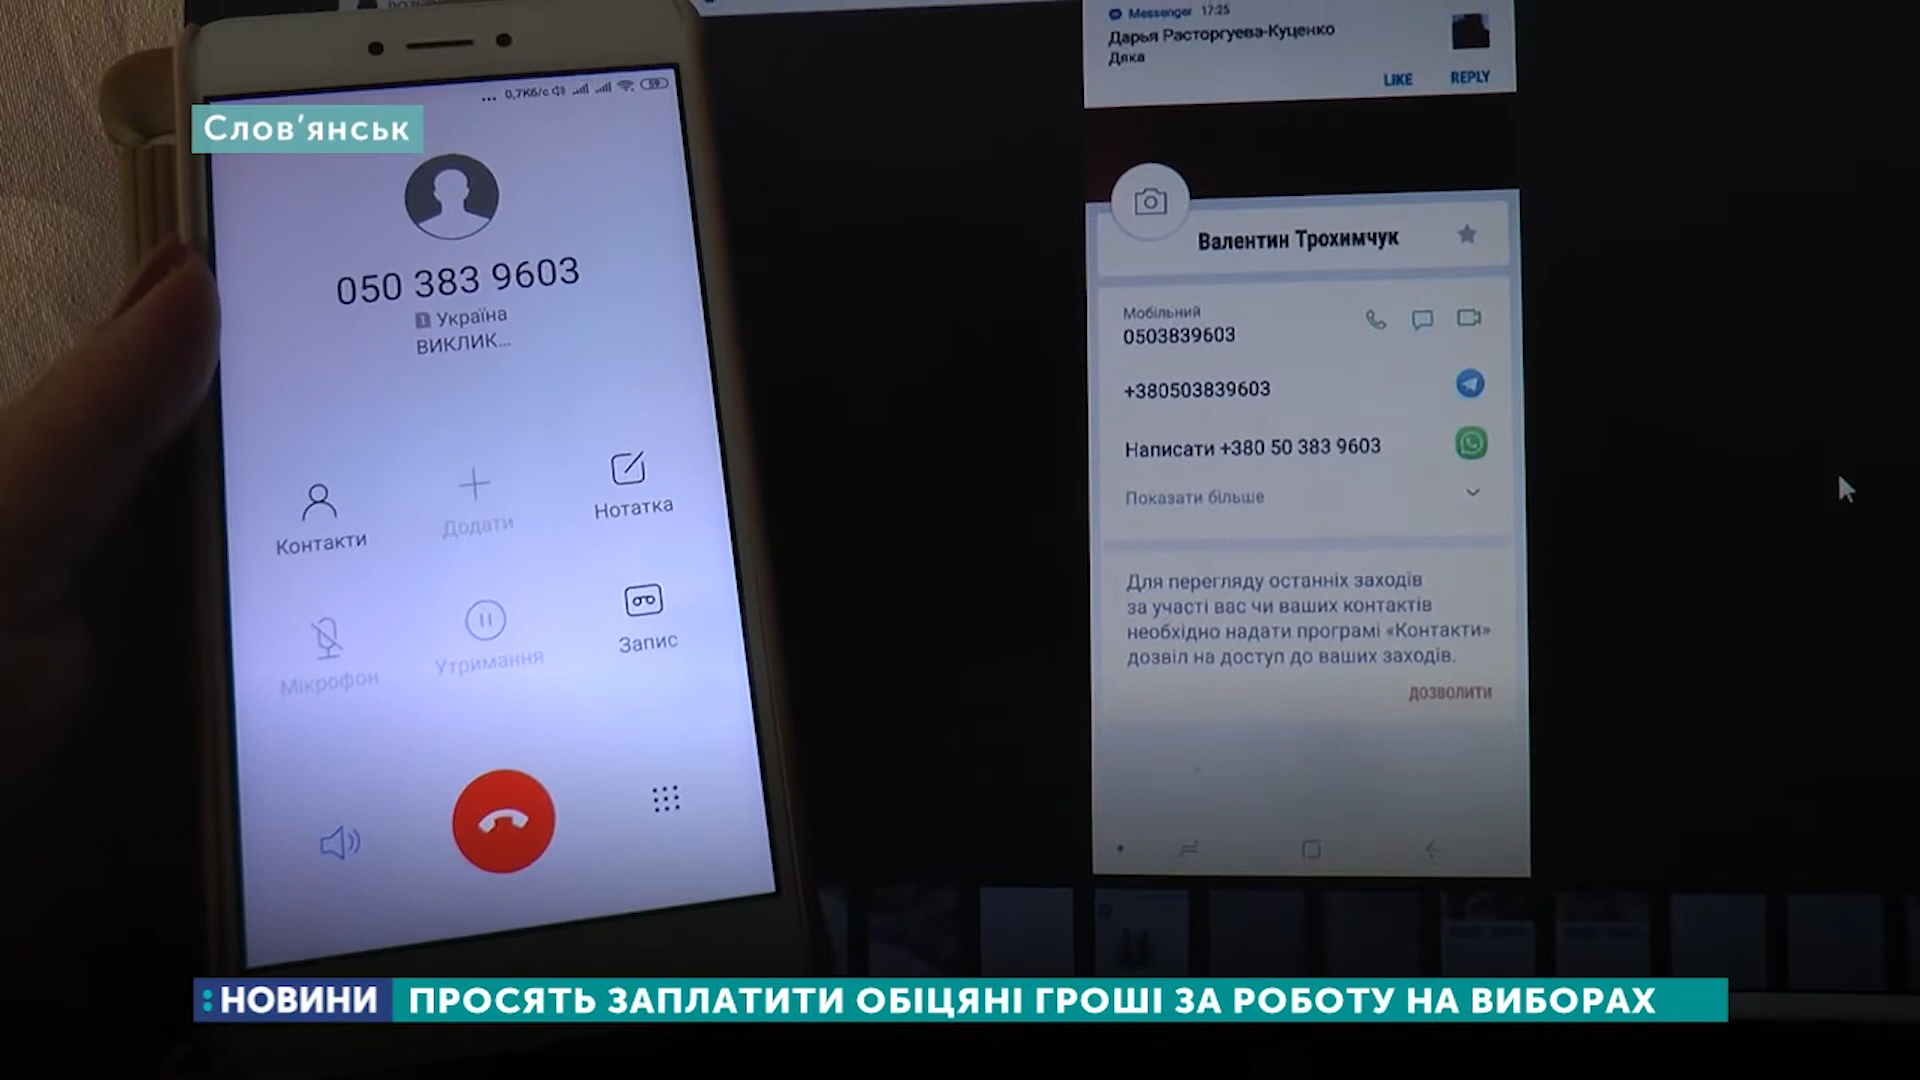 0,7Кб/с
59
Слов'янськ
050 383 9603
1 Україна
ВИКЛИК...
Контакти
Додати
Нотатка
Мікрофон
Утримання
Запис
Messenger 17:25
Дарья Расторгуева-Куценко
Дяка
LIKE REPLY
Валентин Трохимчук
Мобільний
0503839603
+380503839603
Написати +380 50 383 9603
Показати більше
Для перегляду останніх заходів
за участі вас чи ваших контактів
необхідно надати програмі «Контакти»
дозвіл на доступ до ваших заходів.
ДОЗВОЛИТИ
НОВИНИ ПРОСЯТЬ ЗАПЛАТИТИ ОБІЦЯНІ ГРОШІ ЗА РОБОТУ НА ВИБОРАХ